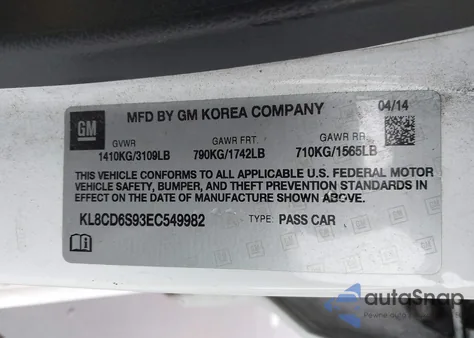 MFD BY GM KOREA COMPANY 04/14
GM
GVWR GAWR FRT. GAWR RR.
1410KG/3109LB 790KG/1742LB 710KG/1565LB
THIS VEHICLE CONFORMS TO ALL APPLICABLE U.S. FEDERAL MOTOR
VEHICLE SAFETY, BUMPER, AND THEFT PREVENTION STANDARDS IN
EFFECT ON THE DATE OF MANUFACTURE SHOWN ABOVE.
KL8CD6S93EC549982 TYPE: PASS CAR
i
autoSnap